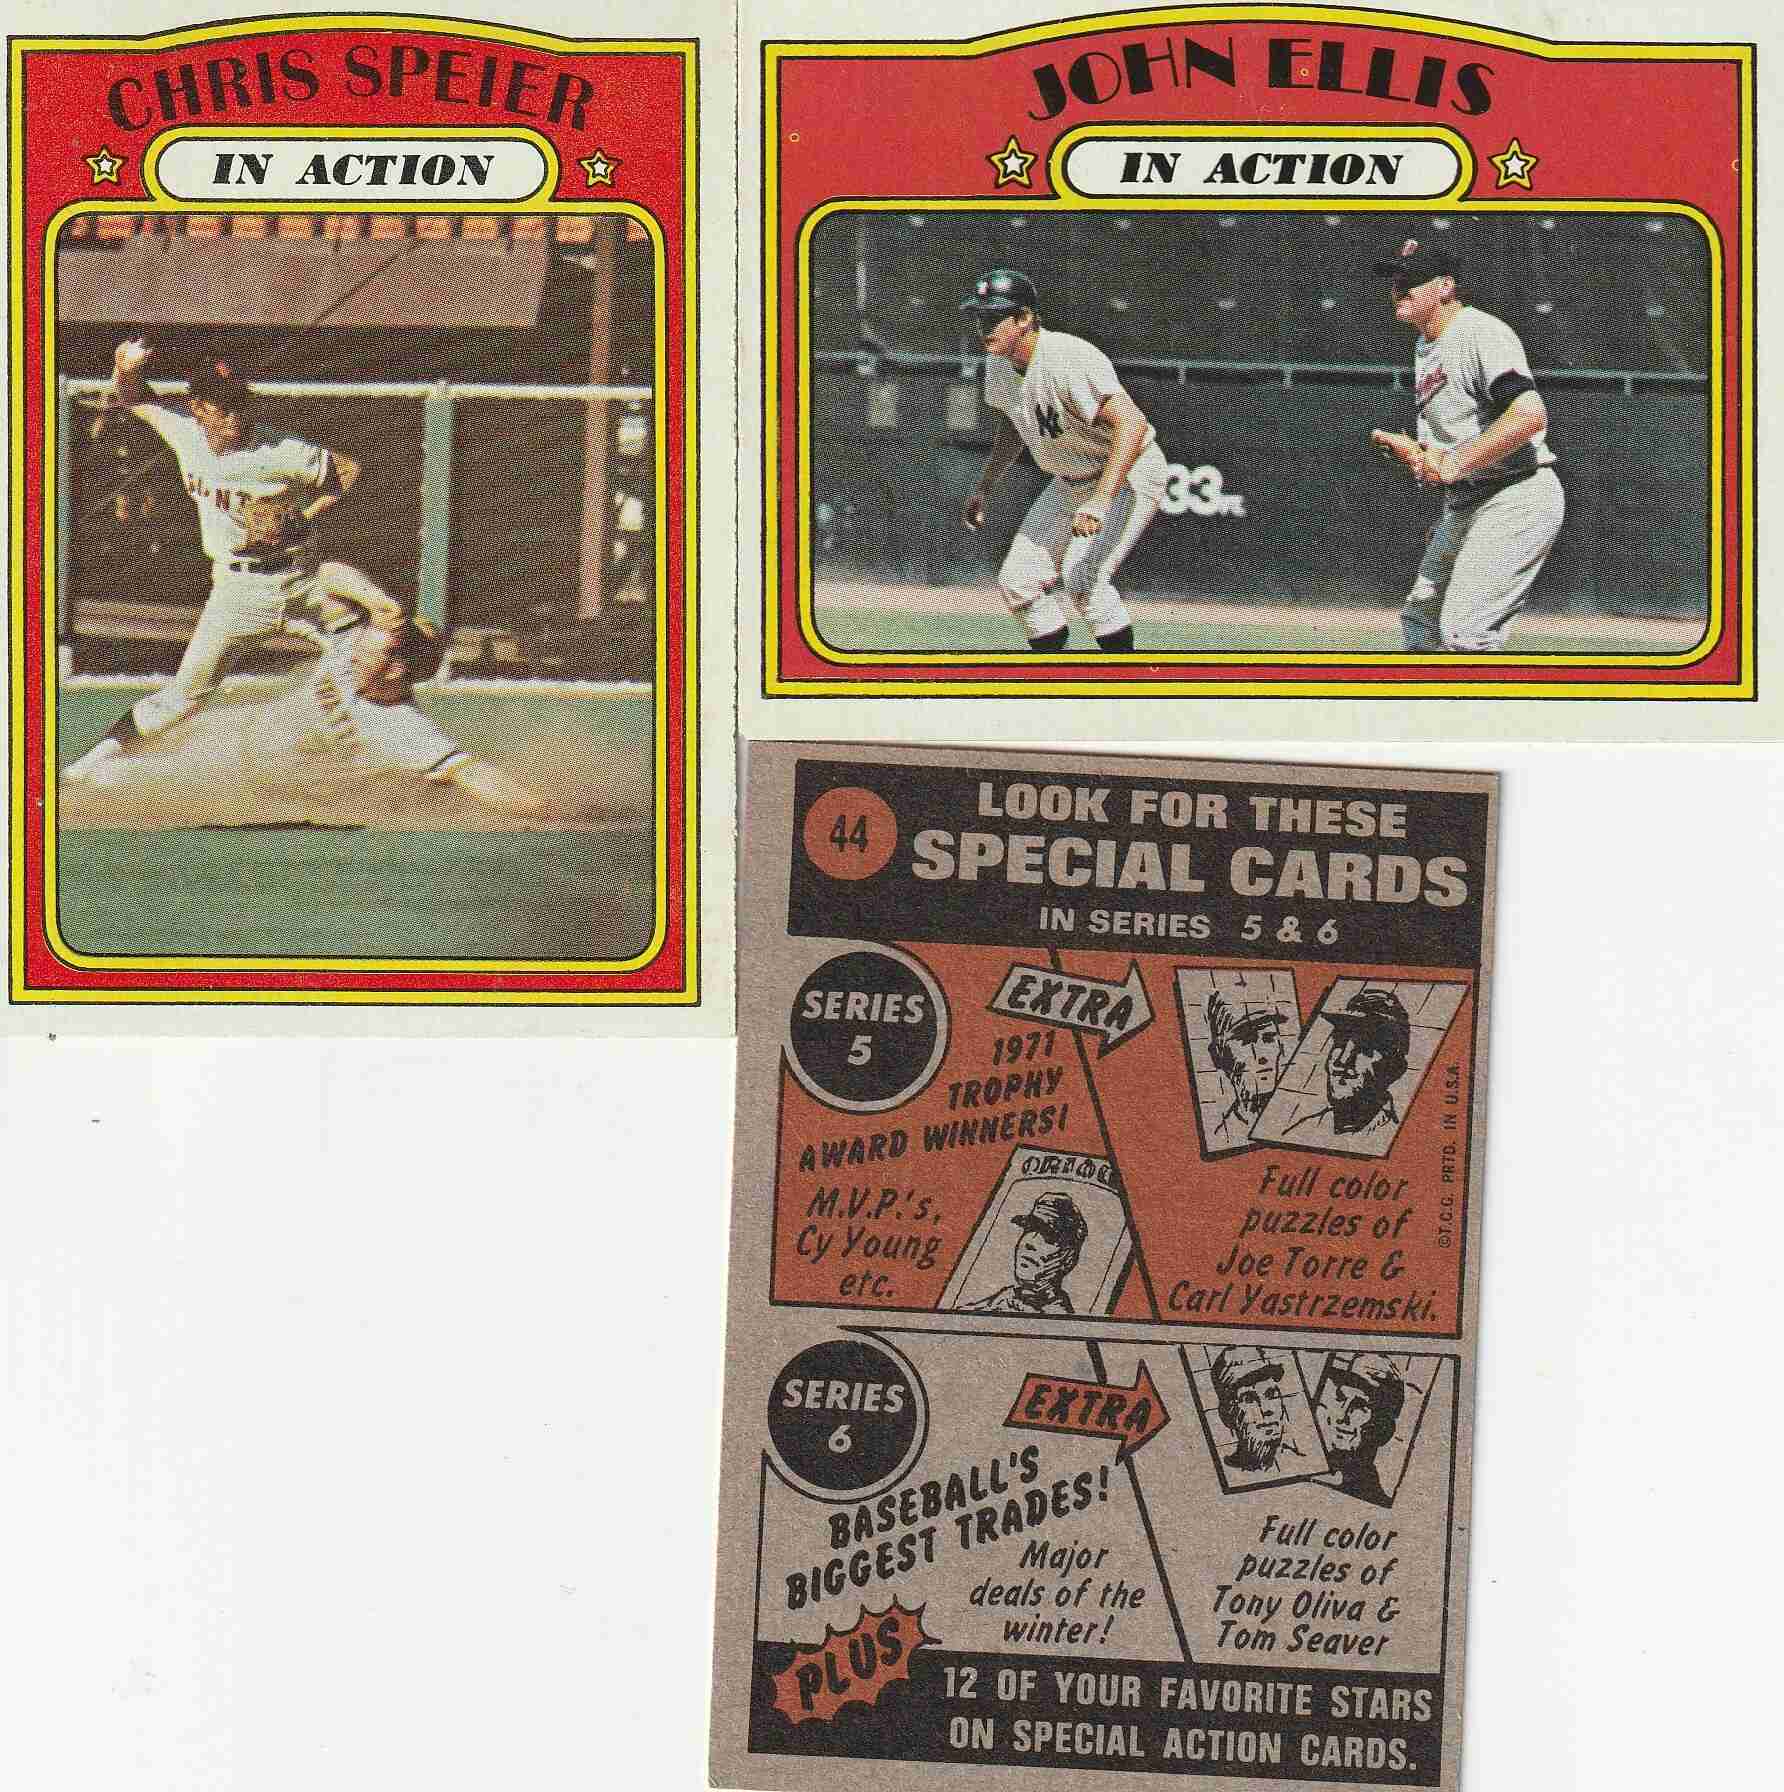 CHRIS SPEIER
IN ACTION
GIANTS
JOHN ELLIS
IN ACTION
NY
33
FT.
44
LOOK FOR THESE
SPECIAL CARDS
IN SERIES 5 & 6
SERIES
5
EXTRA
1971
TROPHY
AWARD WINNERS!
M.V.P.'s,
Cy Young
etc.
Full color
puzzles of
Joe Torre &
Carl Yastrzemski.
©T.C.G. PRTD. IN U.S.A.
SERIES
6
EXTRA
BASEBALL'S
BIGGEST TRADES!
Major
deals of the
winter!
Full color
puzzles of
Tony Oliva &
Tom Seaver
PLUS
12 OF YOUR FAVORITE STARS
ON SPECIAL ACTION CARDS.